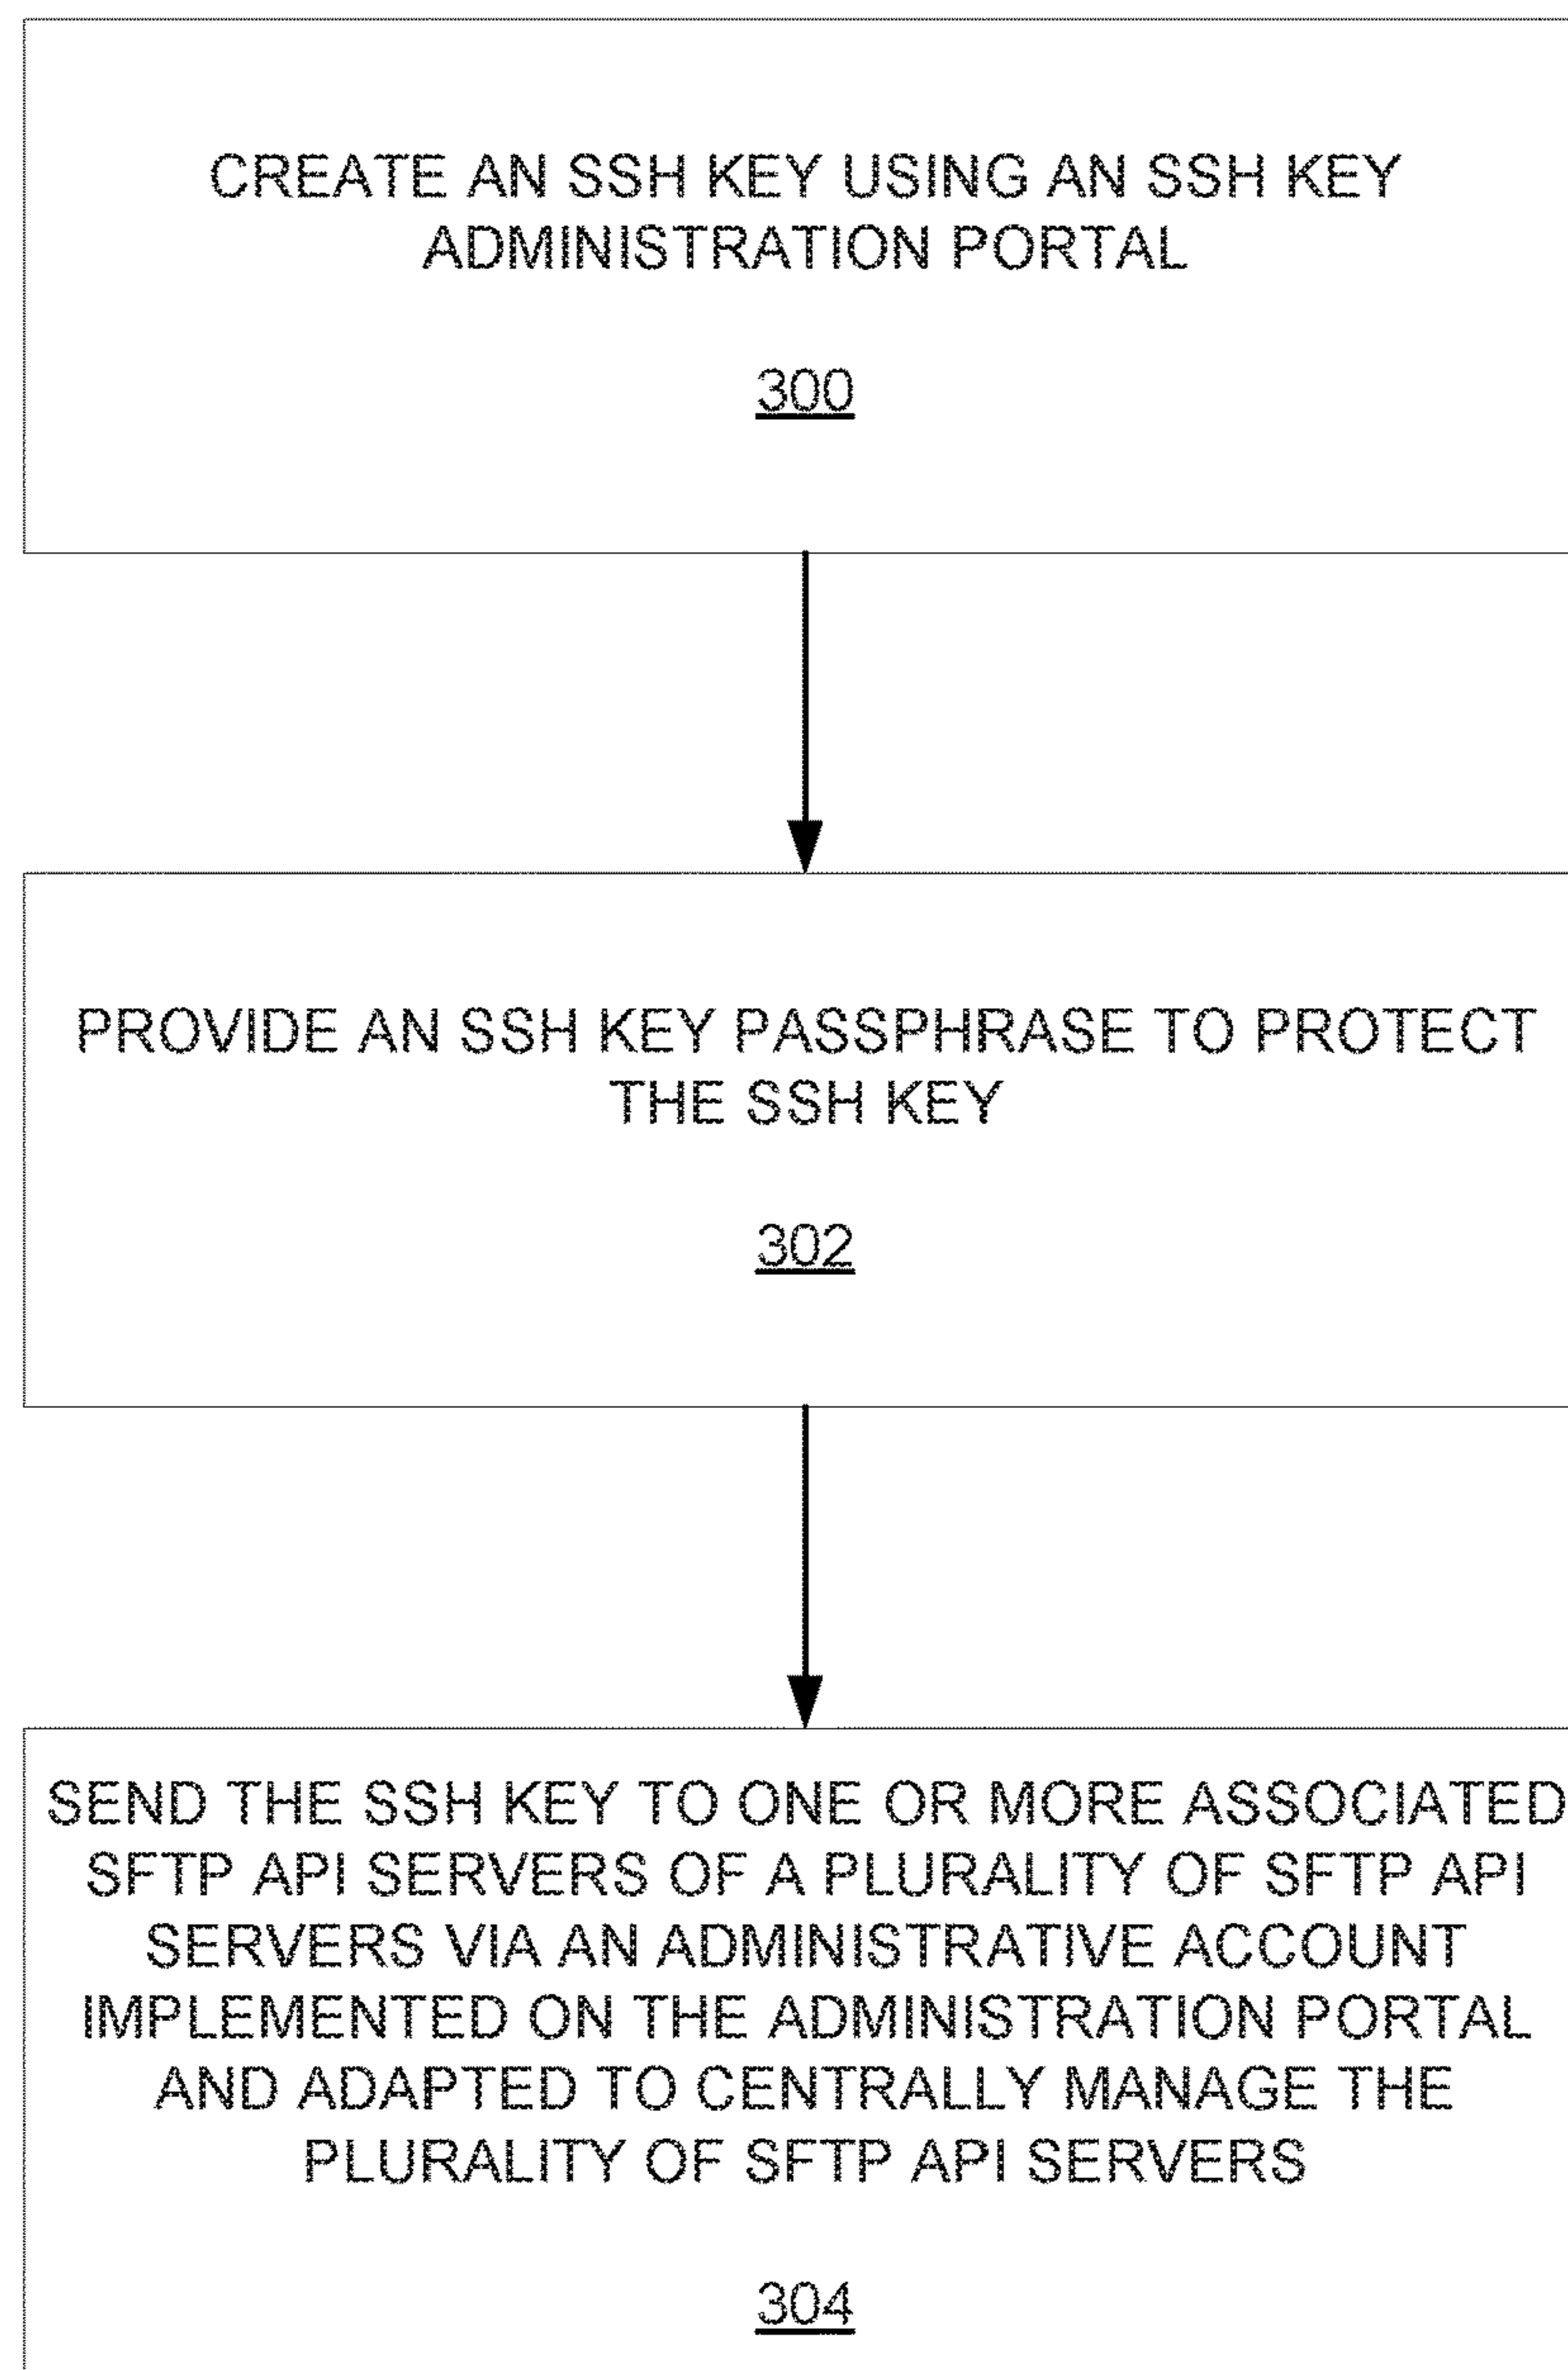 CREATE AN SSH KEY USING AN SSH KEY
ADMINISTRATION PORTAL
300
PROVIDE AN SSH KEY PASSPHRASE TO PROTECT
THE SSH KEY
302
SEND THE SSH KEY TO ONE OR MORE ASSOCIATED
SFTP API SERVERS OF A PLURALITY OF SFTP API
SERVERS VIA AN ADMINISTRATIVE ACCOUNT
IMPLEMENTED ON THE ADMINISTRATION PORTAL
AND ADAPTED TO CENTRALLY MANAGE THE
PLURALITY OF SFTP API SERVERS
304